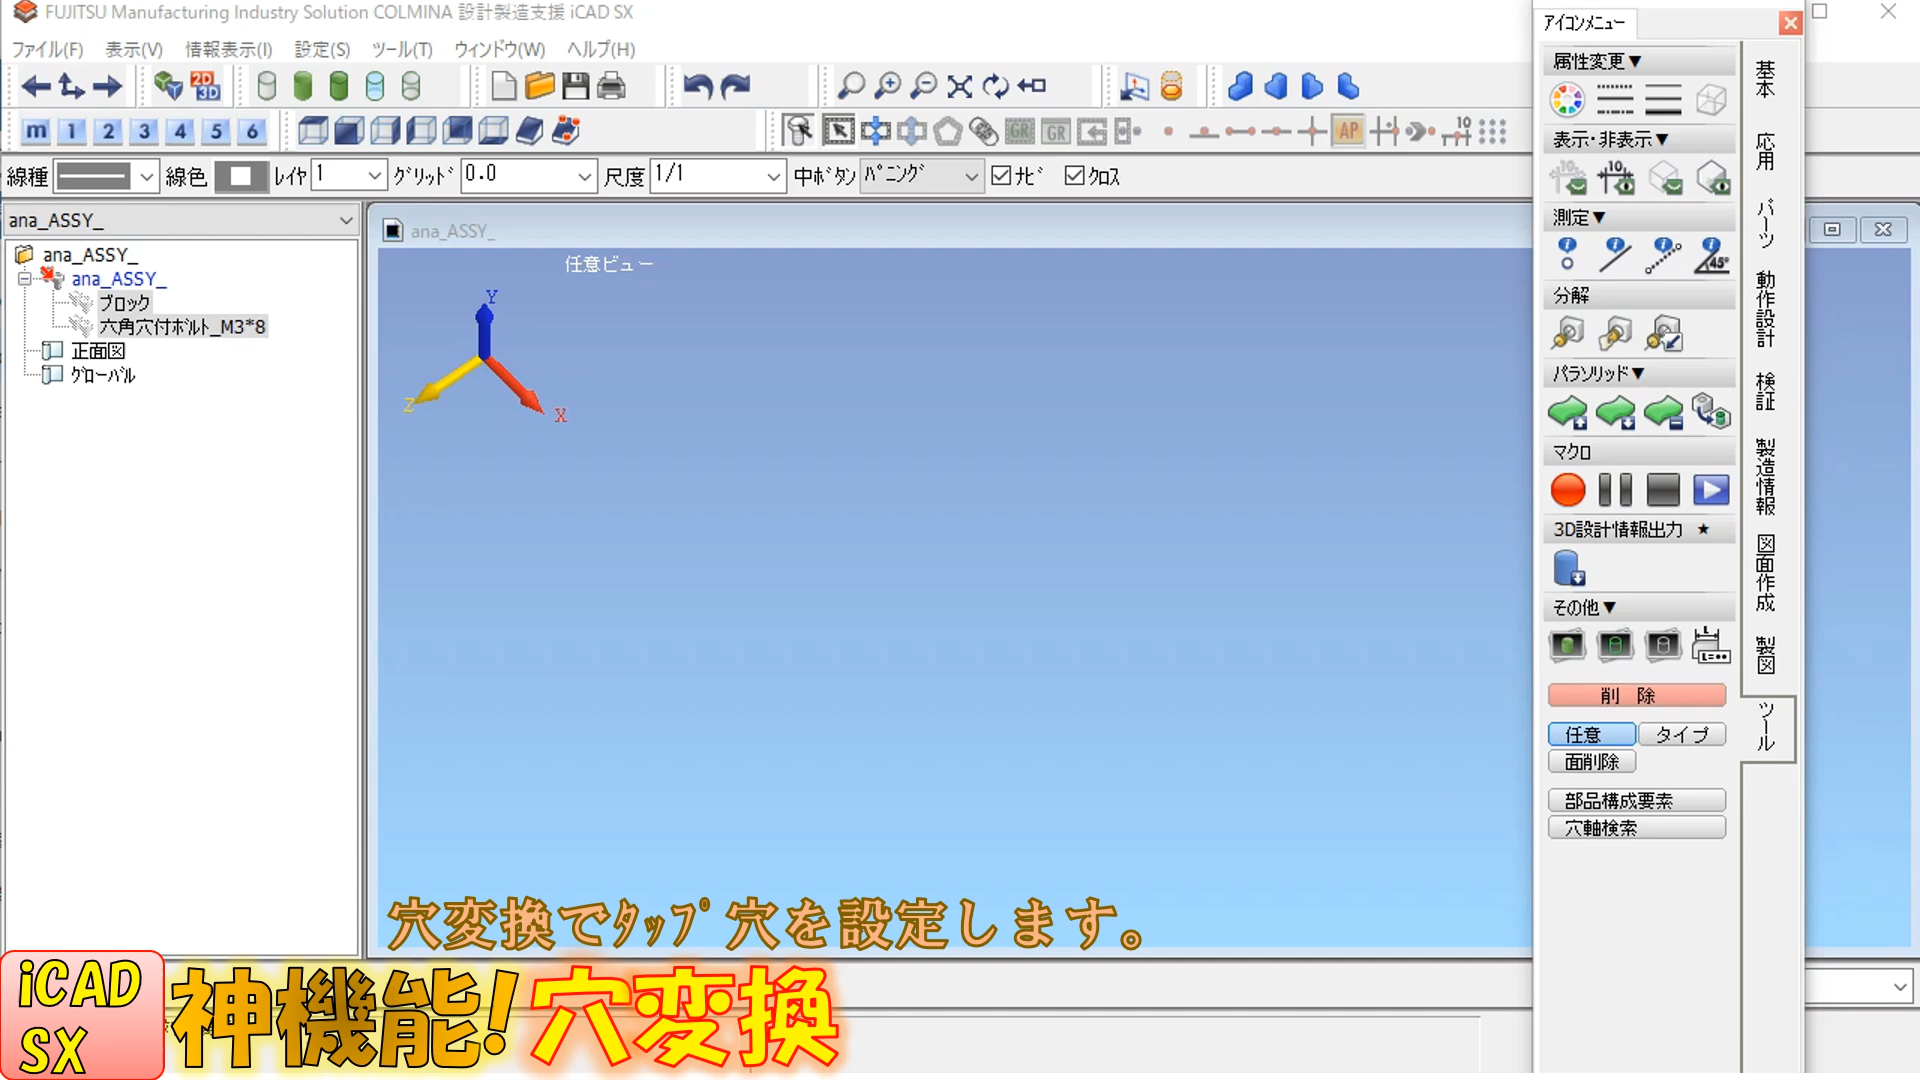 FUJITSU Manufacturing Industry Solution COLMINA 設計製造支援 iCAD SX
ファイル(F) 表示(V) 情報表示(I) 設定(S) ツール(T) ウィンドウ(W) ヘルプ(H)
2D
3D
m 1 2 3 4 5 6
GR GR AP 10
線種 線色 ﾚｲﾔ 1 ｸﾞﾘｯﾄﾞ 0.0 尺度 1/1 中ﾎﾞﾀﾝ ﾊﾟﾆﾝｸﾞ ﾅﾋﾞ ｸﾛｽ
ana_ASSY_
ana_ASSY_
ana_ASSY_
ブロック
六角穴付ﾎﾞﾙﾄ_M3*8
正面図
ｸﾞﾛｰﾊﾞﾙ
ana_ASSY_
任意ビュー
Y
Z
X
アイコンメニュー
属性変更▼
表示・非表示▼
10 10
測定▼
45°
分解
パラソリッド▼
マクロ
3D設計情報出力 ★
その他▼
L
L=••
削 除
任意 タイプ
面削除
部品構成要素
穴軸検索
基本
応用
パーツ
動作設計
検証
製造情報
図面作成
製図
ツール
穴変換でﾀｯﾌﾟ穴を設定します。
iCAD
SX
神機能!穴変換